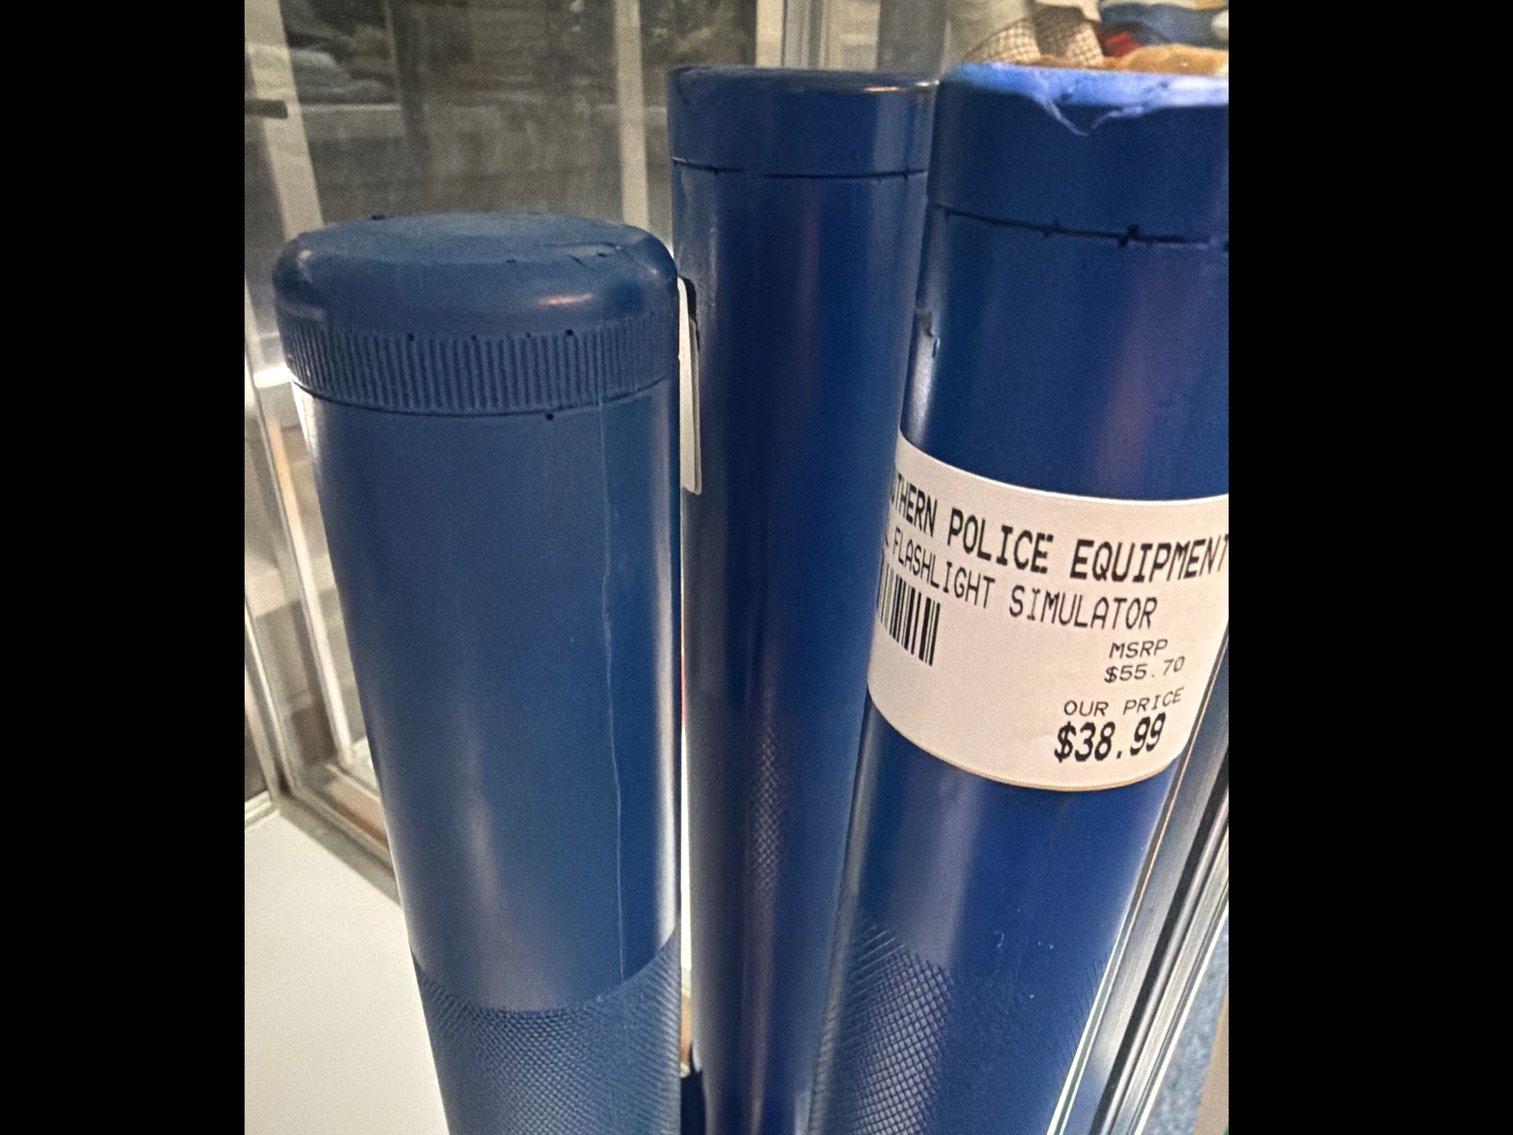 THERN POLICE EQUIPMENT
FLASHLIGHT SIMULATOR
MSRP
$55.70
OUR PRICE
$38.99